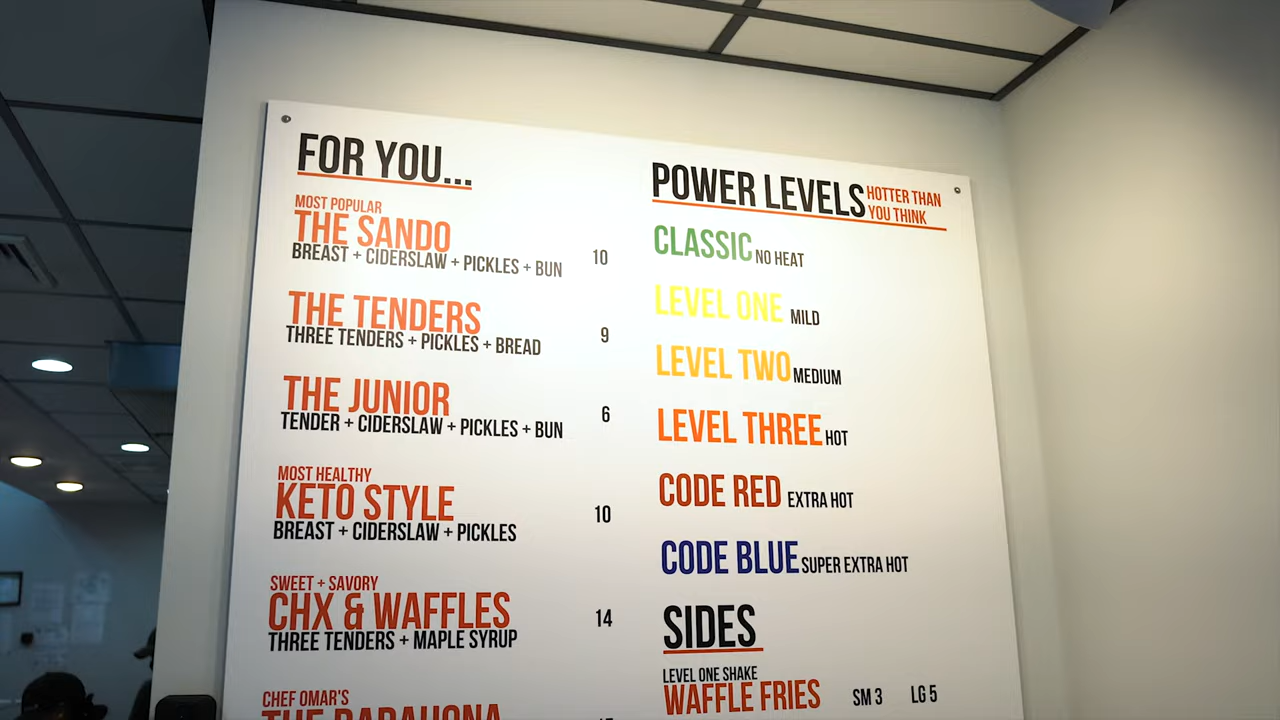 FOR YOU...
MOST POPULAR
THE SANDO
BREAST + CIDERSLAW + PICKLES + BUN 10
THE TENDERS
THREE TENDERS + PICKLES + BREAD 9
THE JUNIOR
TENDER + CIDERSLAW + PICKLES + BUN 6
MOST HEALTHY
KETO STYLE
BREAST + CIDERSLAW + PICKLES 10
SWEET + SAVORY
CHX & WAFFLES
THREE TENDERS + MAPLE SYRUP 14
CHEF OMAR'S
THE
POWER LEVELS HOTTER THAN
YOU THINK
CLASSIC NO HEAT
LEVEL ONE MILD
LEVEL TWO MEDIUM
LEVEL THREE HOT
CODE RED EXTRA HOT
CODE BLUE SUPER EXTRA HOT
SIDES
LEVEL ONE SHAKE
WAFFLE FRIES SM 3 LG 5